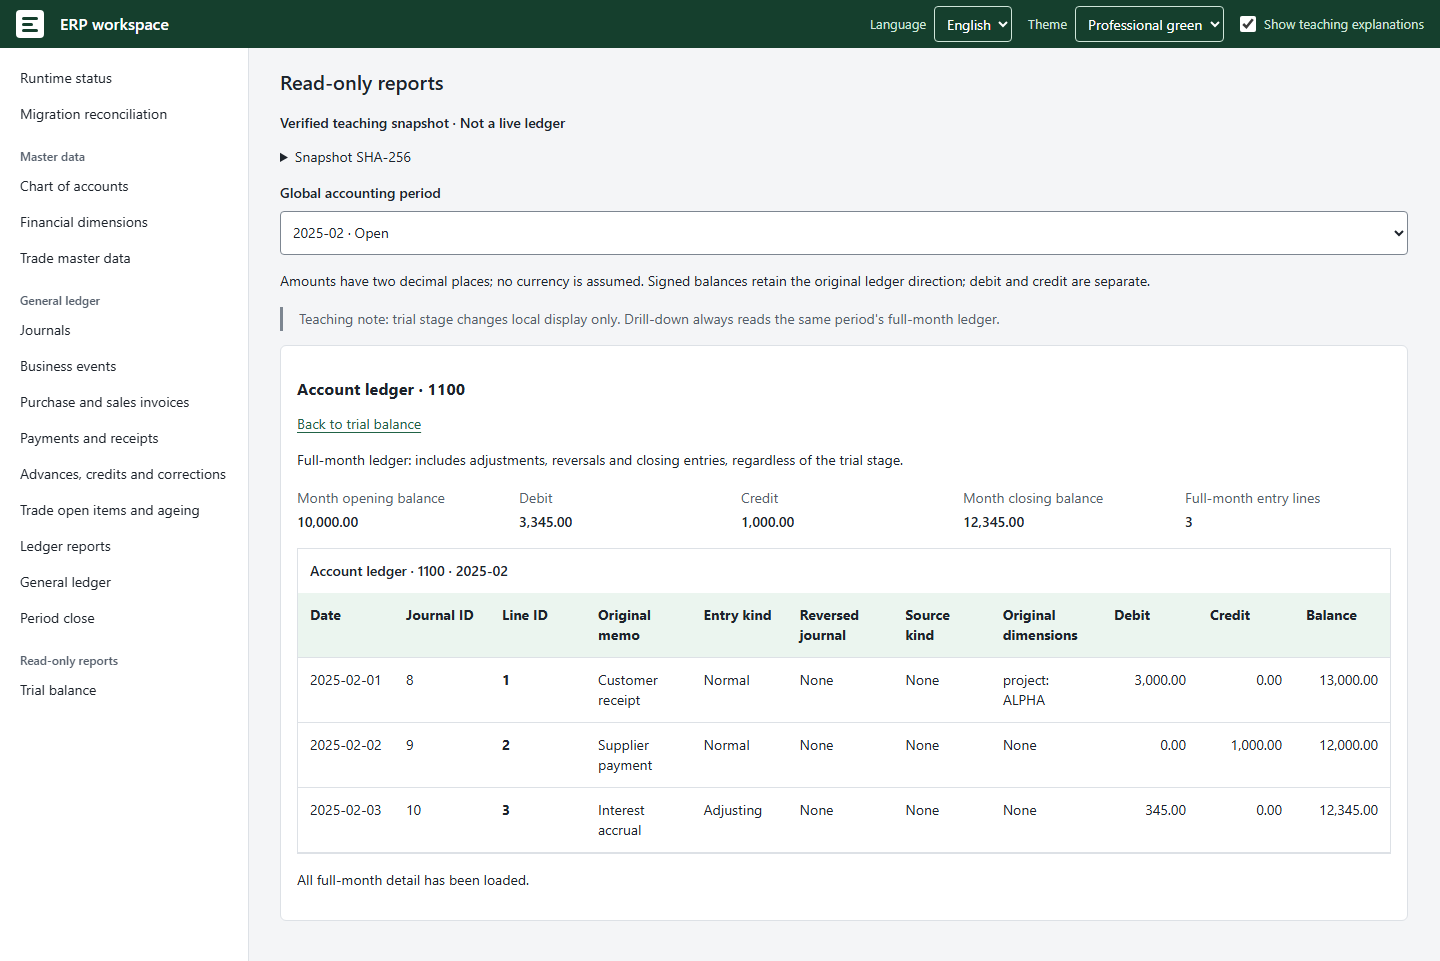 ERP workspace
Language English Theme Professional green Show teaching explanations
Runtime status
Migration reconciliation
Master data
Chart of accounts
Financial dimensions
Trade master data
General ledger
Journals
Business events
Purchase and sales invoices
Payments and receipts
Advances, credits and corrections
Trade open items and ageing
Ledger reports
General ledger
Period close
Read-only reports
Trial balance
Read-only reports
Verified teaching snapshot · Not a live ledger
Snapshot SHA-256
Global accounting period
2025-02 · Open
Amounts have two decimal places; no currency is assumed. Signed balances retain the original ledger direction; debit and credit are separate.
Teaching note: trial stage changes local display only. Drill-down always reads the same period's full-month ledger.
Account ledger · 1100
Back to trial balance
Full-month ledger: includes adjustments, reversals and closing entries, regardless of the trial stage.
Month opening balance Debit Credit Month closing balance Full-month entry lines
10,000.00 3,345.00 1,000.00 12,345.00 3
Account ledger · 1100 · 2025-02
Date Journal ID Line ID Original memo Entry kind Reversed journal Source kind Original dimensions Debit Credit Balance
2025-02-01 8 1 Customer receipt Normal None None project: ALPHA 3,000.00 0.00 13,000.00
2025-02-02 9 2 Supplier payment Normal None None None 0.00 1,000.00 12,000.00
2025-02-03 10 3 Interest accrual Adjusting None None None 345.00 0.00 12,345.00
All full-month detail has been loaded.